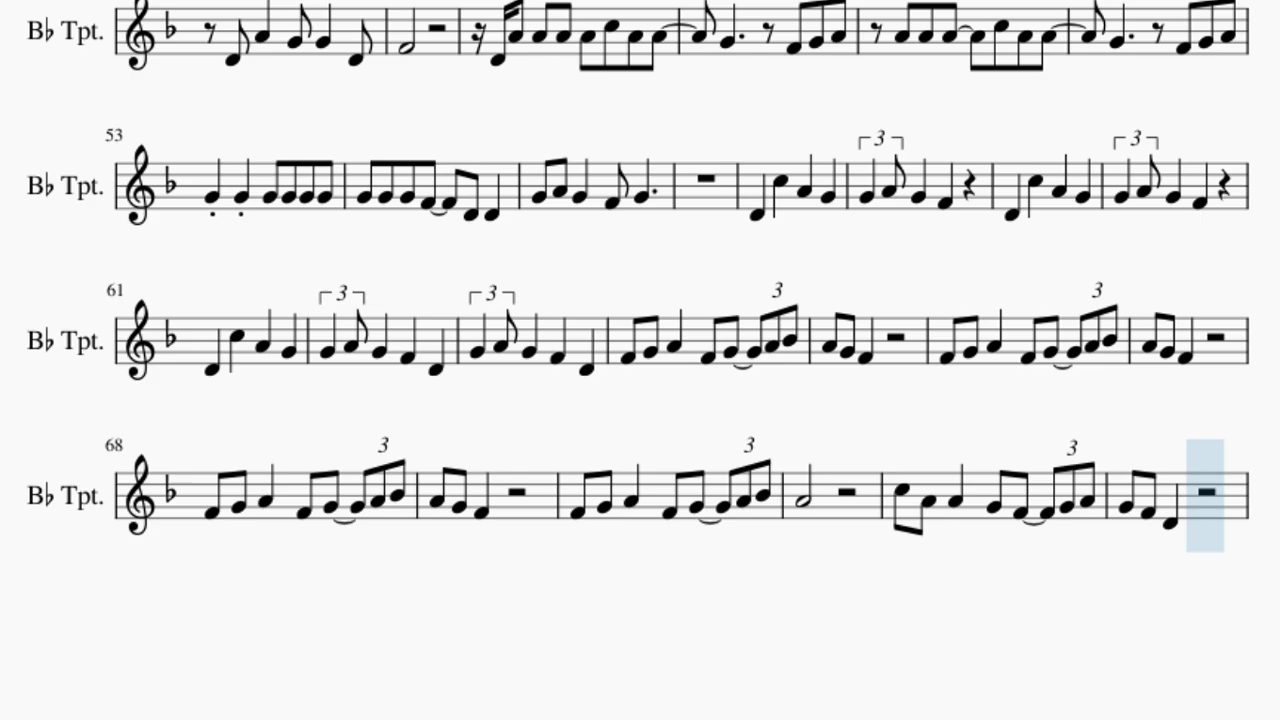 B♭ Tpt.
53
3 3
B♭ Tpt.
61
3 3 3 3
B♭ Tpt.
68
3 3 3
B♭ Tpt.